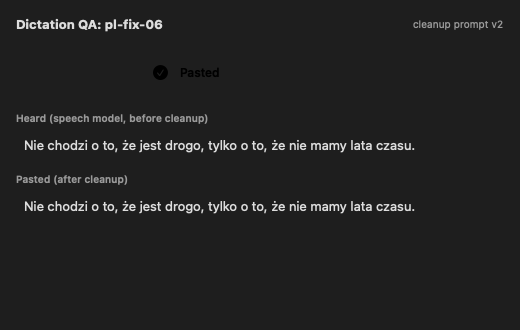 Dictation QA: pl-fix-06
cleanup prompt v2
Pasted
Heard (speech model, before cleanup)
Nie chodzi o to, że jest drogo, tylko o to, że nie mamy lata czasu.
Pasted (after cleanup)
Nie chodzi o to, że jest drogo, tylko o to, że nie mamy lata czasu.